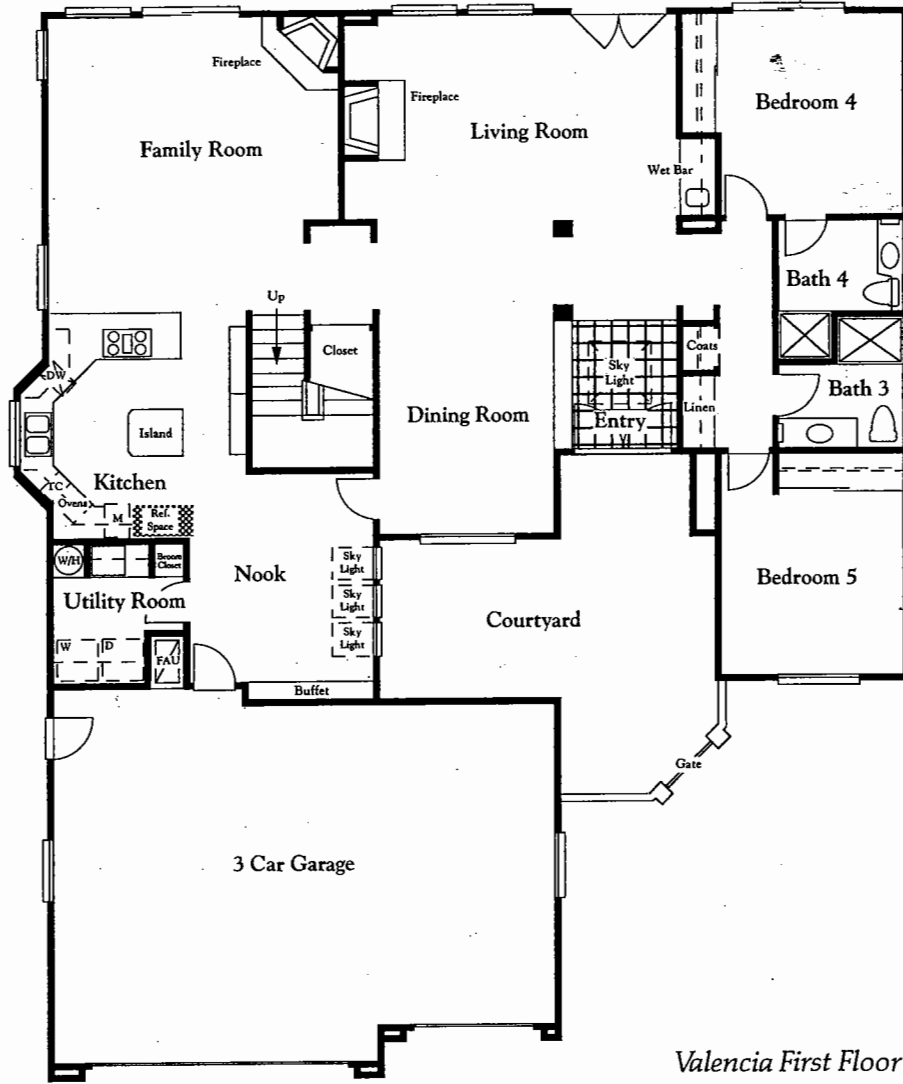 Fireplace
Fireplace
Bedroom 4
Living Room
Family Room
Wet Bar
Bath 4
Up
Closet
Coats
Sky
Light
DW
Bath 3
Linen
Dining Room
Entry
Island
Kitchen
TC
Ovens
M
Ref.
Space
W/H
Broom
Closet
Nook
Sky
Light
Sky
Light
Sky
Light
Bedroom 5
Utility Room
Courtyard
W
D
FAU
Buffet
Gate
3 Car Garage
Valencia First Floor